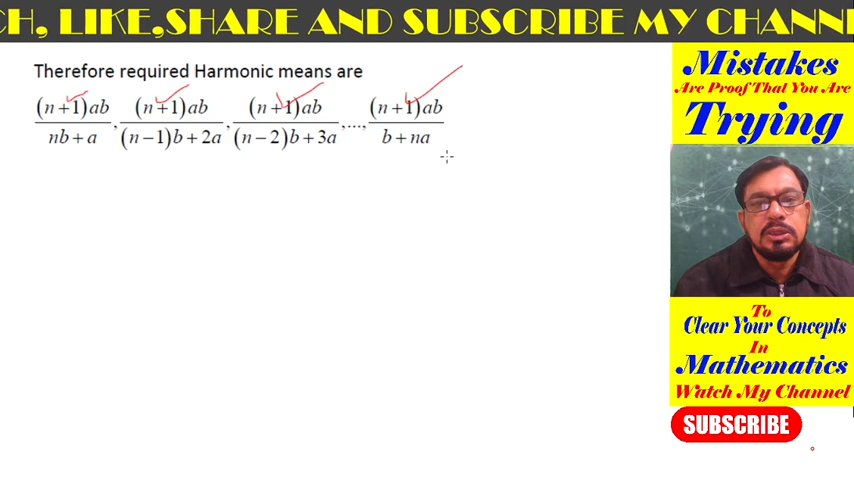 CH, LIKE,SHARE AND SUBSCRIBE MY CHANNE
Therefore required Harmonic means are
(n+1)ab/(nb+a), (n+1)ab/((n−1)b+2a), (n+1)ab/((n−2)b+3a),...., (n+1)ab/(b+na)
Mistakes
Are Proof That You Are
Trying
To
Clear Your Concepts
In
Mathematics
Watch My Channel
SUBSCRIBE